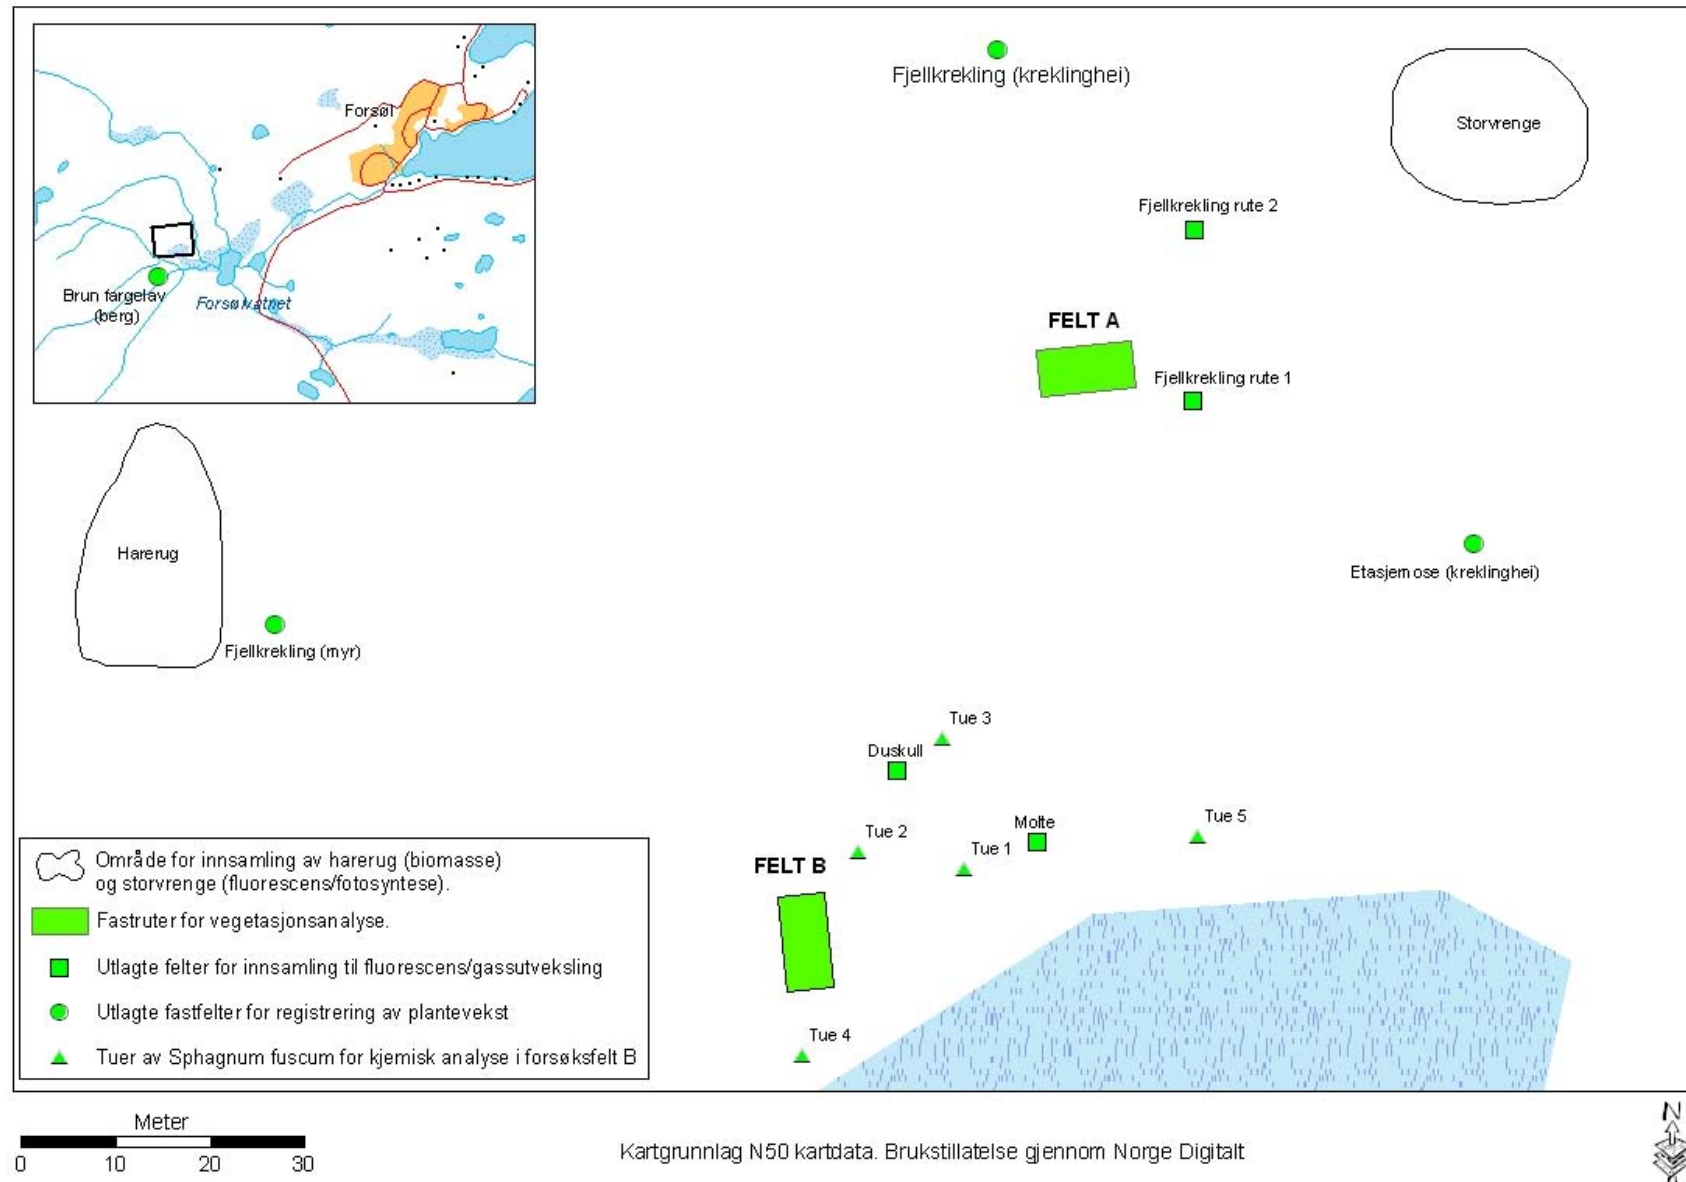 Forsøl
Brun fargelav
(berg)
Forsølvatnet
Fjellkrekling (kreklinghei)
Storvrenge
Fjellkrekling rute 2
FELT A
Fjellkrekling rute 1
Harerug
Etasjemose (kreklinghei)
Fjellkrekling (myr)
Tue 3
Duskull
Tue 2
Molte
Tue 5
Tue 1
FELT B
Tue 4
Område for innsamling av harerug (biomasse)
og storvrenge (fluorescens/fotosyntese).
Fastruter for vegetasjonsanalyse.
Utlagte felter for innsamling til fluorescens/gassutveksling
Utlagte fastfelter for registrering av plantevekst
Tuer av Sphagnum fuscum for kjemisk analyse i forsøksfelt B
Meter
0 10 20 30
Kartgrunnlag N50 kartdata. Brukstillatelse gjennom Norge Digitalt
N